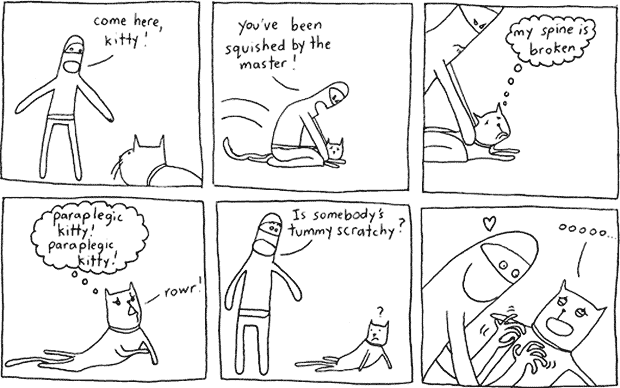 come here,
kitty!
you've been
squished by the
master!
my spine is
broken
paraplegic
kitty!
paraplegic
kitty!
rowr!
Is somebody's
tummy scratchy?
?
ooooo...